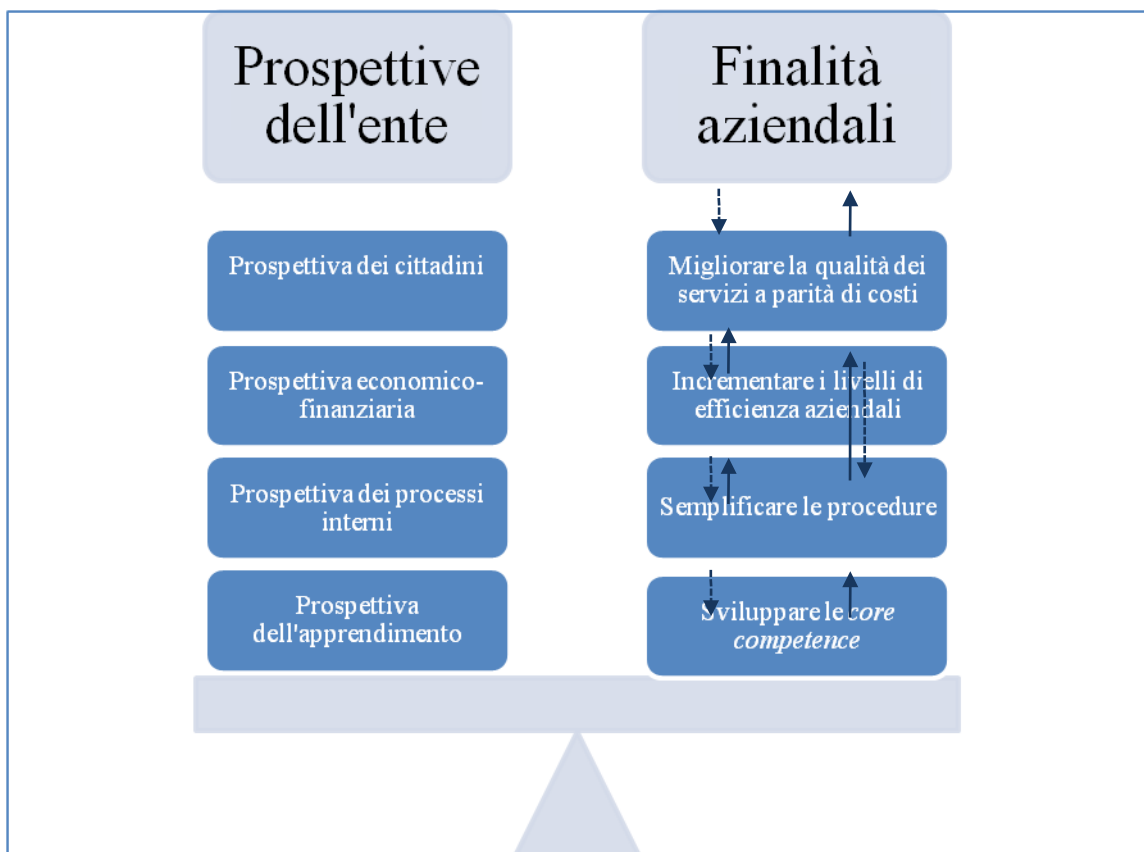 Prospettive
dell'ente
Finalità
aziendali
Prospettiva dei cittadini
Migliorare la qualità dei
servizi a parità di costi
Prospettiva economico-
finanziaria
Incrementare i livelli di
efficienza aziendali
Prospettiva dei processi
interni
Semplificare le procedure
Prospettiva
dell'apprendimento
Sviluppare le core
competence